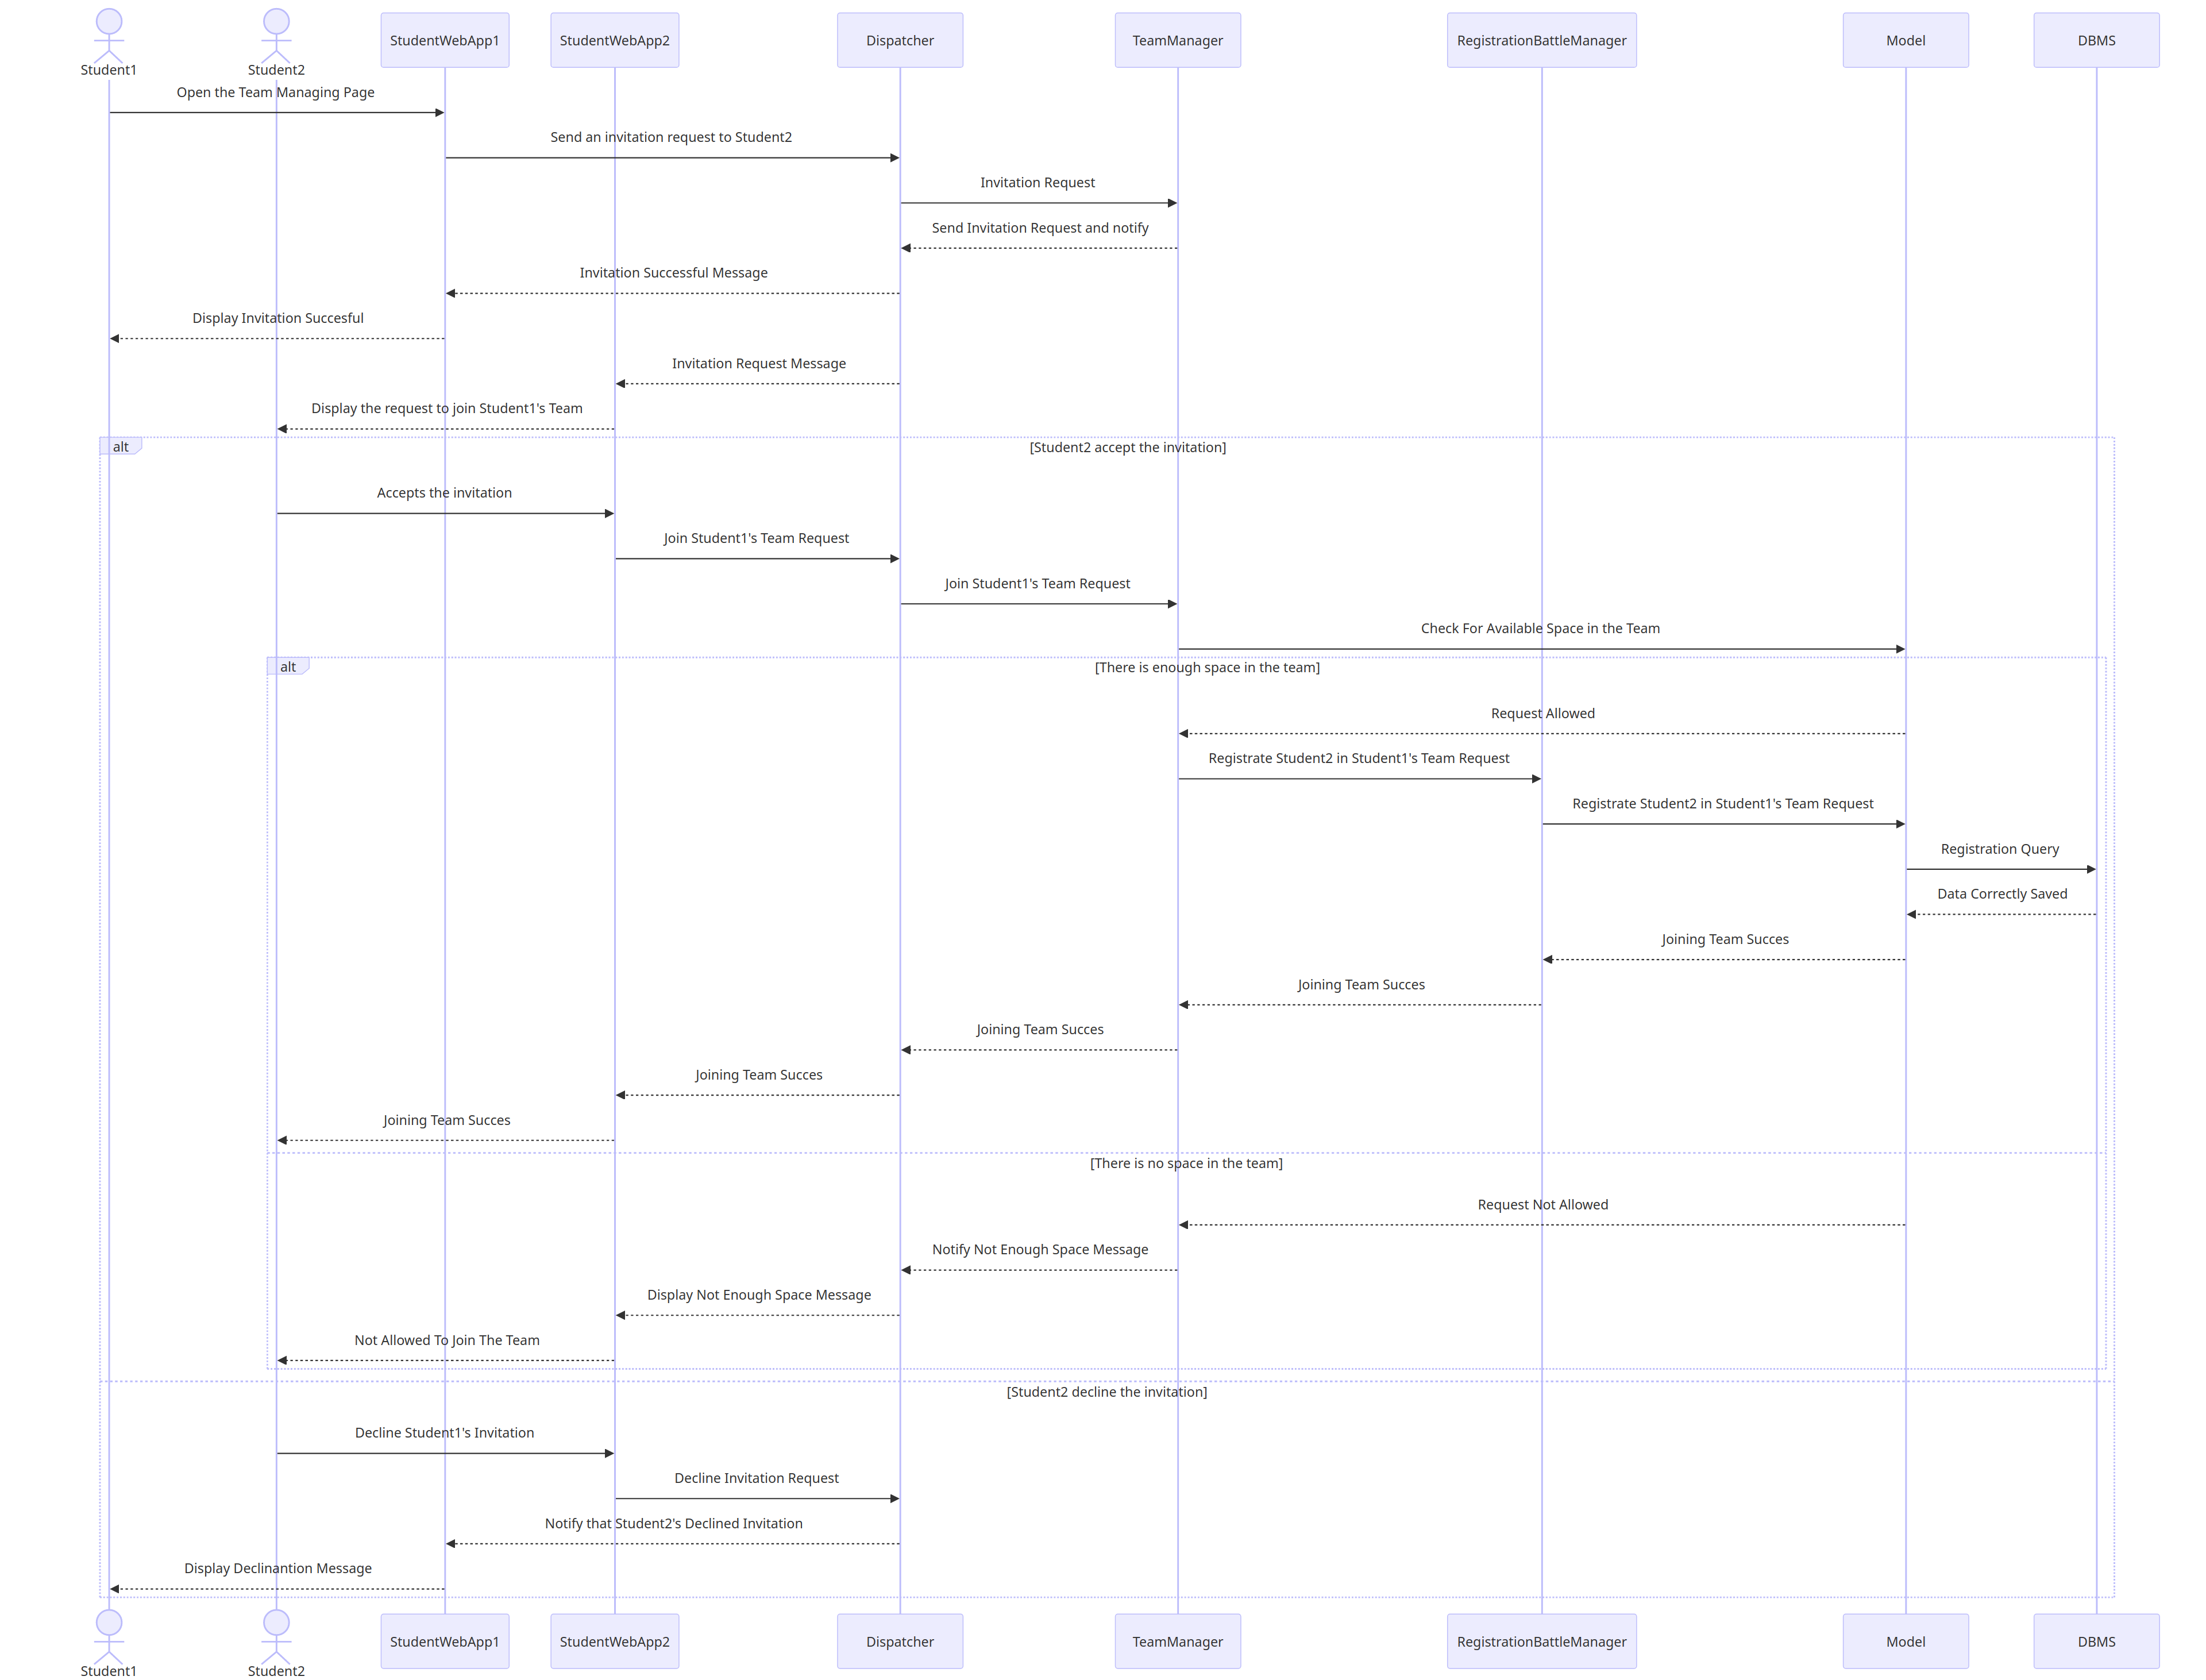 Student1
Student2
StudentWebApp1
StudentWebApp2
Dispatcher
TeamManager
RegistrationBattleManager
Model
DBMS
Open the Team Managing Page
Send an invitation request to Student2
Invitation Request
Send Invitation Request and notify
Invitation Successful Message
Display Invitation Succesful
Invitation Request Message
Display the request to join Student1's Team
alt
[Student2 accept the invitation]
Accepts the invitation
Join Student1's Team Request
Join Student1's Team Request
Check For Available Space in the Team
alt
[There is enough space in the team]
Request Allowed
Registrate Student2 in Student1's Team Request
Registrate Student2 in Student1's Team Request
Registration Query
Data Correctly Saved
Joining Team Succes
Joining Team Succes
Joining Team Succes
Joining Team Succes
Joining Team Succes
[There is no space in the team]
Request Not Allowed
Notify Not Enough Space Message
Display Not Enough Space Message
Not Allowed To Join The Team
[Student2 decline the invitation]
Decline Student1's Invitation
Decline Invitation Request
Notify that Student2's Declined Invitation
Display Declinantion Message
Student1
Student2
StudentWebApp1
StudentWebApp2
Dispatcher
TeamManager
RegistrationBattleManager
Model
DBMS